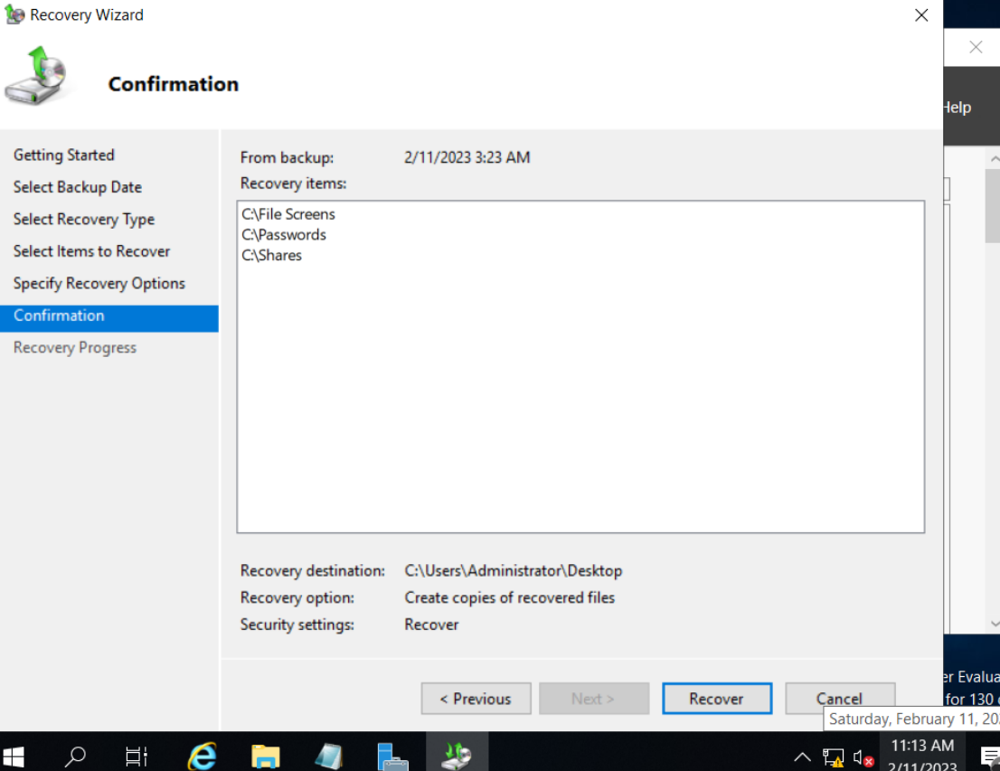 Recovery Wizard
Confirmation
Help
Getting Started
Select Backup Date
Select Recovery Type
Select Items to Recover
Specify Recovery Options
Confirmation
Recovery Progress
From backup: 2/11/2023 3:23 AM
Recovery items:
C:\File Screens
C:\Passwords
C:\Shares
Recovery destination: C:\Users\Administrator\Desktop
Recovery option: Create copies of recovered files
Security settings: Recover
< Previous Next > Recover Cancel
er Evalua
for 130
Saturday, February 11, 20
11:13 AM
2/11/2023